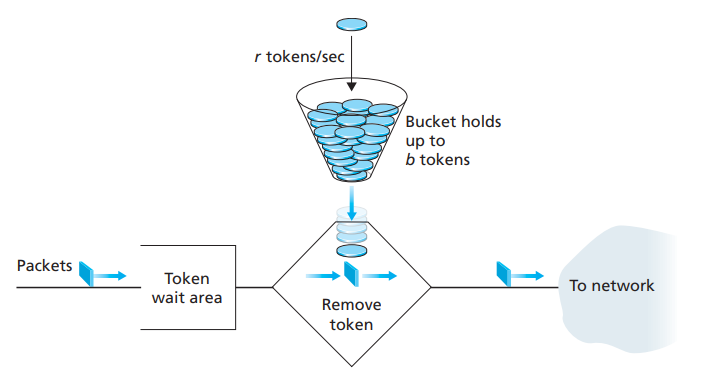 r tokens/sec
Bucket holds
up to
b tokens
Packets
Token
wait area
Remove
token
To network